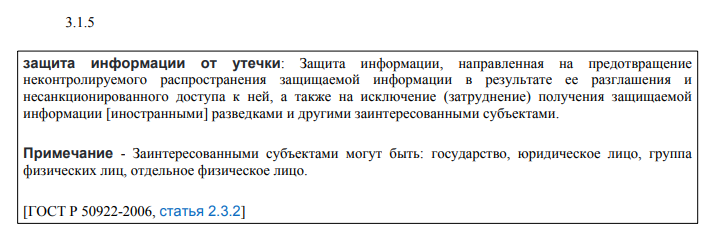 3.1.5
защита информации от утечки: Защита информации, направленная на предотвращение
неконтролируемого распространения защищаемой информации в результате ее разглашения и
несанкционированного доступа к ней, а также на исключение (затруднение) получения защищаемой
информации [иностранными] разведками и другими заинтересованными субъектами.
Примечание - Заинтересованными субъектами могут быть: государство, юридическое лицо, группа
физических лиц, отдельное физическое лицо.
[ГОСТ Р 50922-2006, статья 2.3.2]